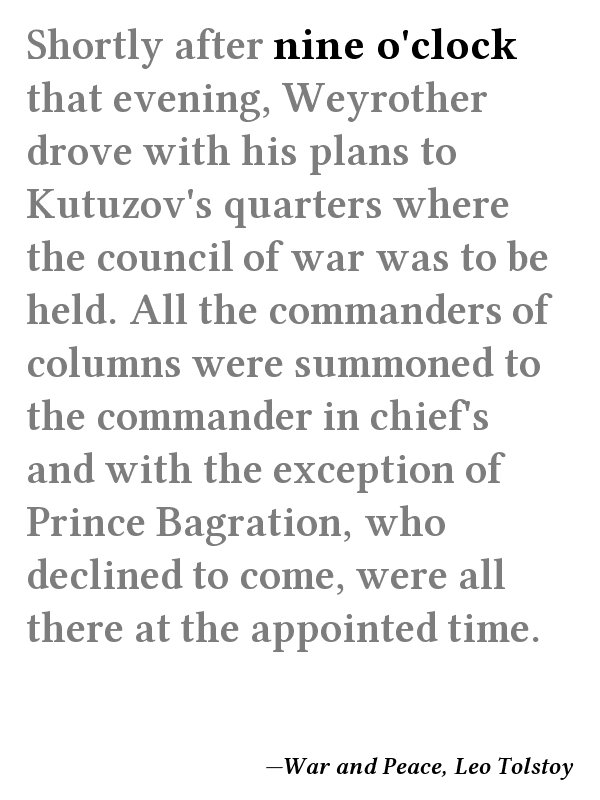 Shortly after nine o'clock
that evening, Weyrother
drove with his plans to
Kutuzov's quarters where
the council of war was to be
held. All the commanders of
columns were summoned to
the commander in chief's
and with the exception of
Prince Bagration, who
declined to come, were all
there at the appointed time.
—War and Peace, Leo Tolstoy